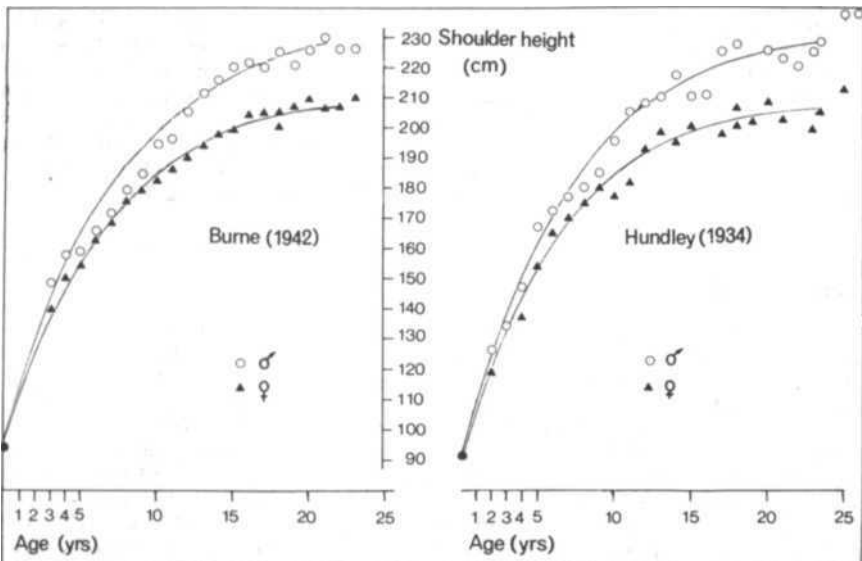 Shoulder height
(cm)
230
220
210
200
190
180
170
160
150
140
130
120
110
100
90
Burne (1942)
Hundley (1934)
♂
♀
♂
♀
1 2 3 4 5 10 15 20 25
Age (yrs)
1 2 3 4 5 10 15 20 25
Age (yrs)